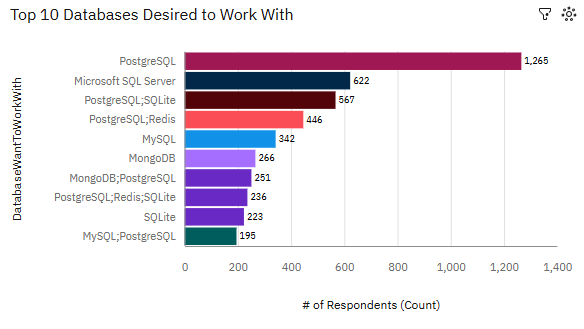 Top 10 Databases Desired to Work With
DatabaseWantToWorkWith
PostgreSQL 1,265
Microsoft SQL Server 622
PostgreSQL;SQLite 567
PostgreSQL;Redis 446
MySQL 342
MongoDB 266
MongoDB;PostgreSQL 251
PostgreSQL;Redis;SQLite 236
SQLite 223
MySQL;PostgreSQL 195
0 200 400 600 800 1,000 1,200 1,400
# of Respondents (Count)